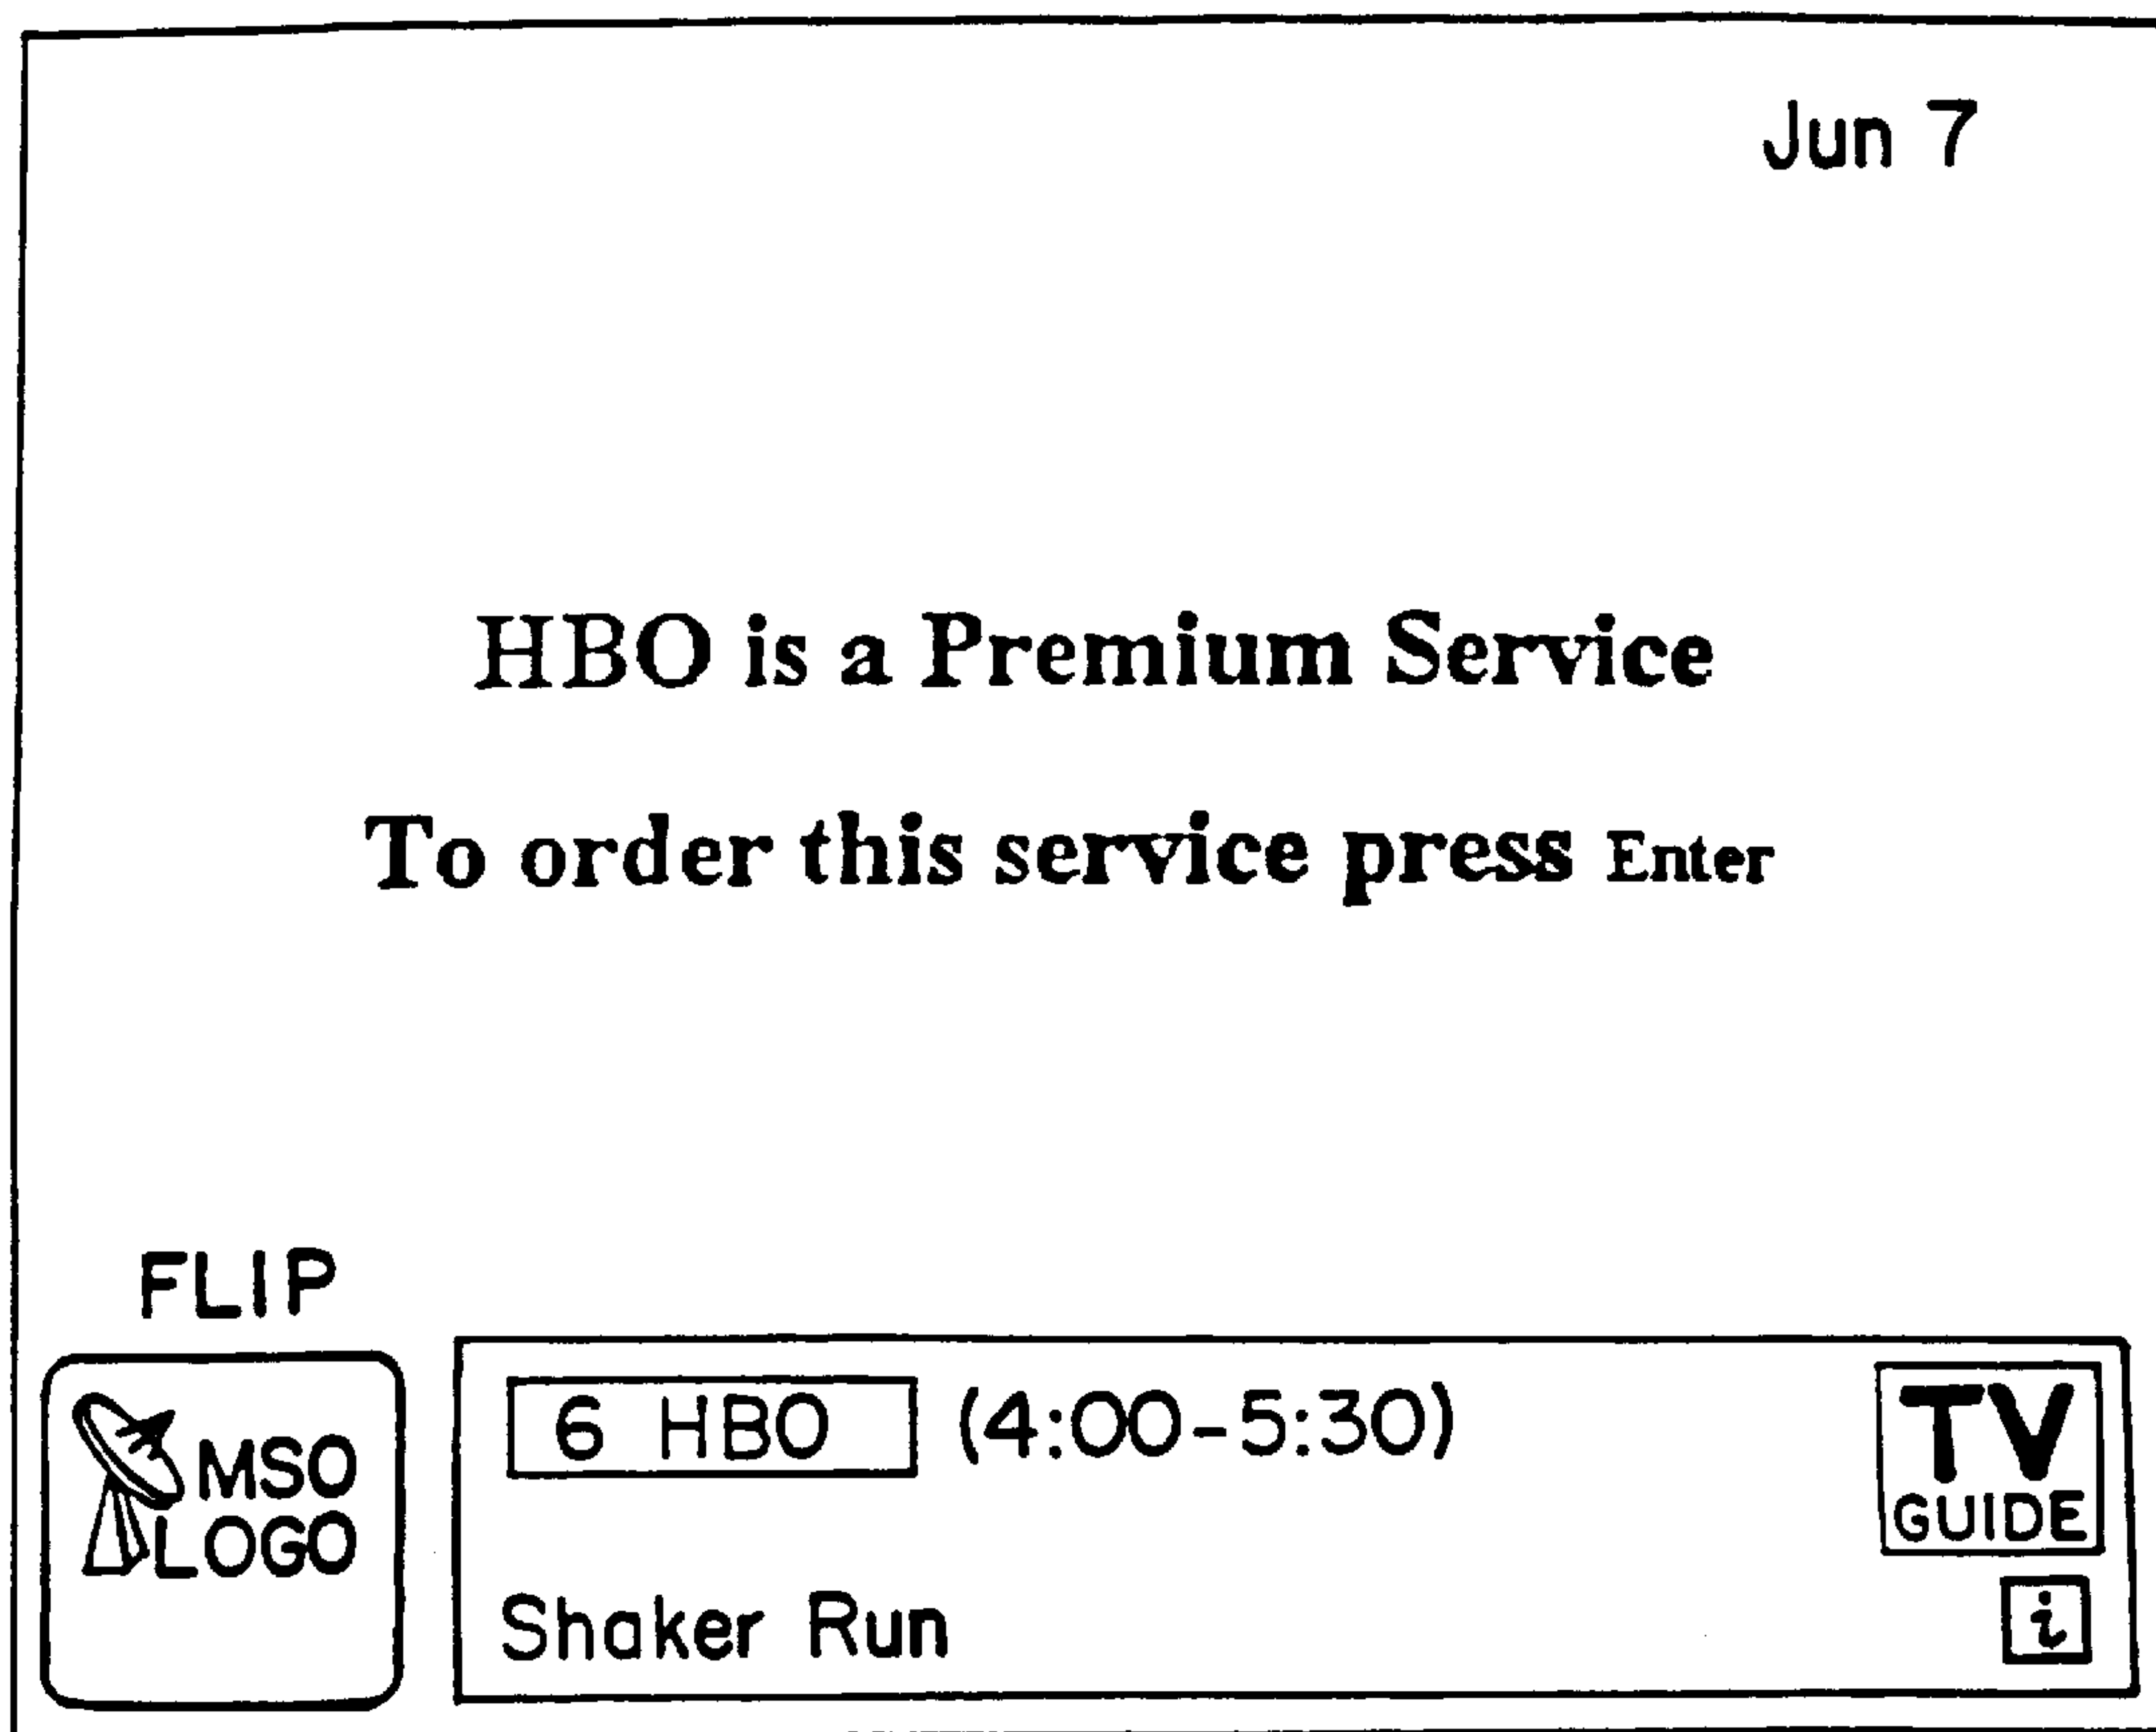 Jun 7
HBO is a Premium Service
To order this service press Enter
FLIP
MSO
LOGO
6 HBO (4:00-5:30)
TV
GUIDE
Shaker Run
i